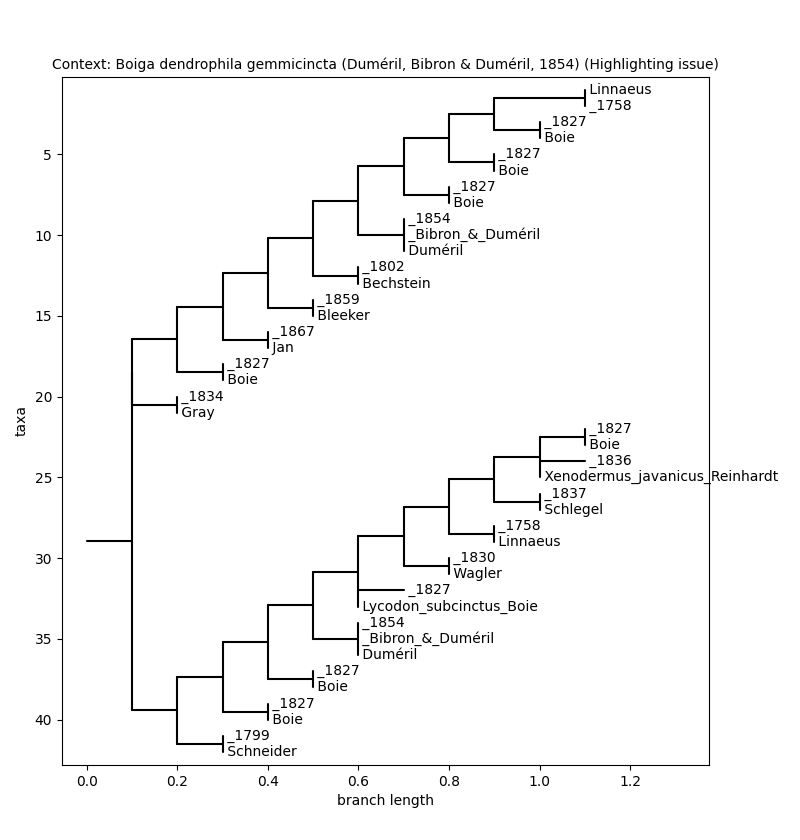 Context: Boiga dendrophila gemmicincta (Duméril, Bibron & Duméril, 1854) (Highlighting issue)
Linnaeus
_1758
_1827
Boie
_1827
Boie
_1827
Boie
_1854
_Bibron_&_Duméril
Duméril
_1802
Bechstein
_1859
Bleeker
_1867
Jan
_1827
Boie
_1834
Gray
_1827
Boie
_1836
Xenodermus_javanicus_Reinhardt
_1837
Schlegel
_1758
Linnaeus
_1830
Wagler
_1827
Lycodon_subcinctus_Boie
_1854
_Bibron_&_Duméril
Duméril
_1827
Boie
_1827
Boie
_1799
Schneider
5
10
15
20
25
30
35
40
taxa
0.0 0.2 0.4 0.6 0.8 1.0 1.2
branch length